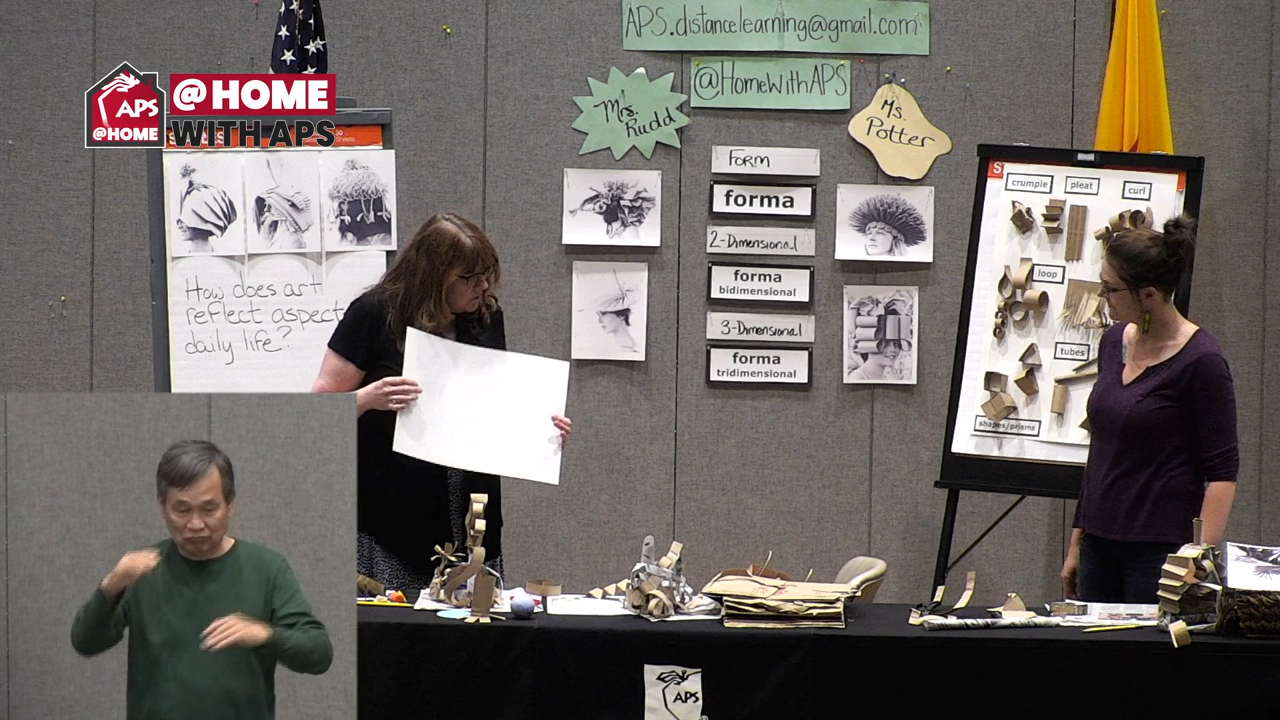 APS.distancelearning@gmail.com
@HomeWithAPS
Mrs.
Rudd
Ms.
Potter
APS
@HOME
@HOME
WITH APS
How does art
reflect aspect
daily life?
FORM
forma
2-Dimensional
forma
bidimensional
3-Dimensional
forma
tridimensional
crumple
pleat
curl
loop
tubes
shapes/prisms
APS